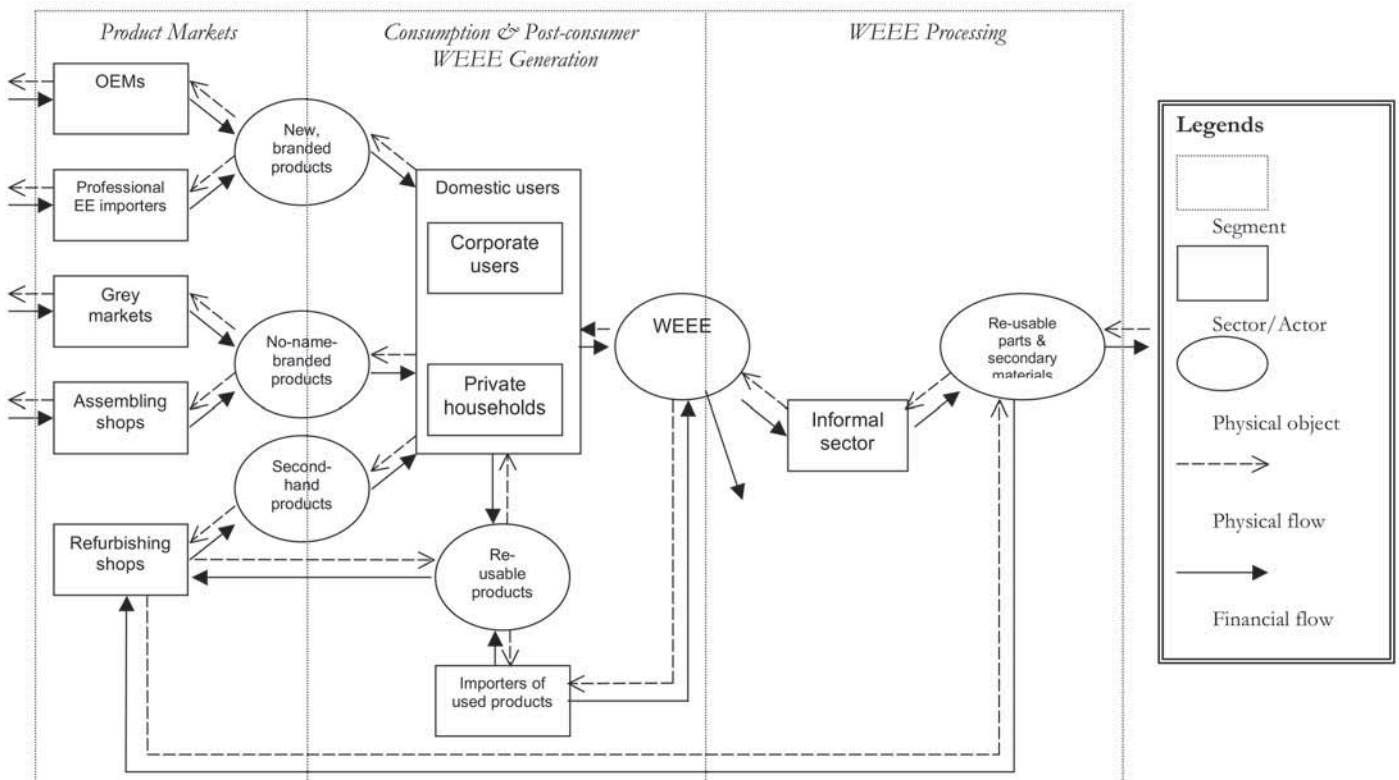 Product Markets
Consumption & Post-consumer
WEEE Generation
WEEE Processing
OEMs
New,
branded
products
Professional
EE importers
Domestic users
Corporate
users
Grey
markets
No-name-
branded
products
WEEE
Re-usable
parts &
secondary
materials
Private
households
Assembling
shops
Informal
sector
Second-
hand
products
Refurbishing
shops
Re-
usable
products
Importers of
used products
Legends
Segment
Sector/Actor
Physical object
Physical flow
Financial flow